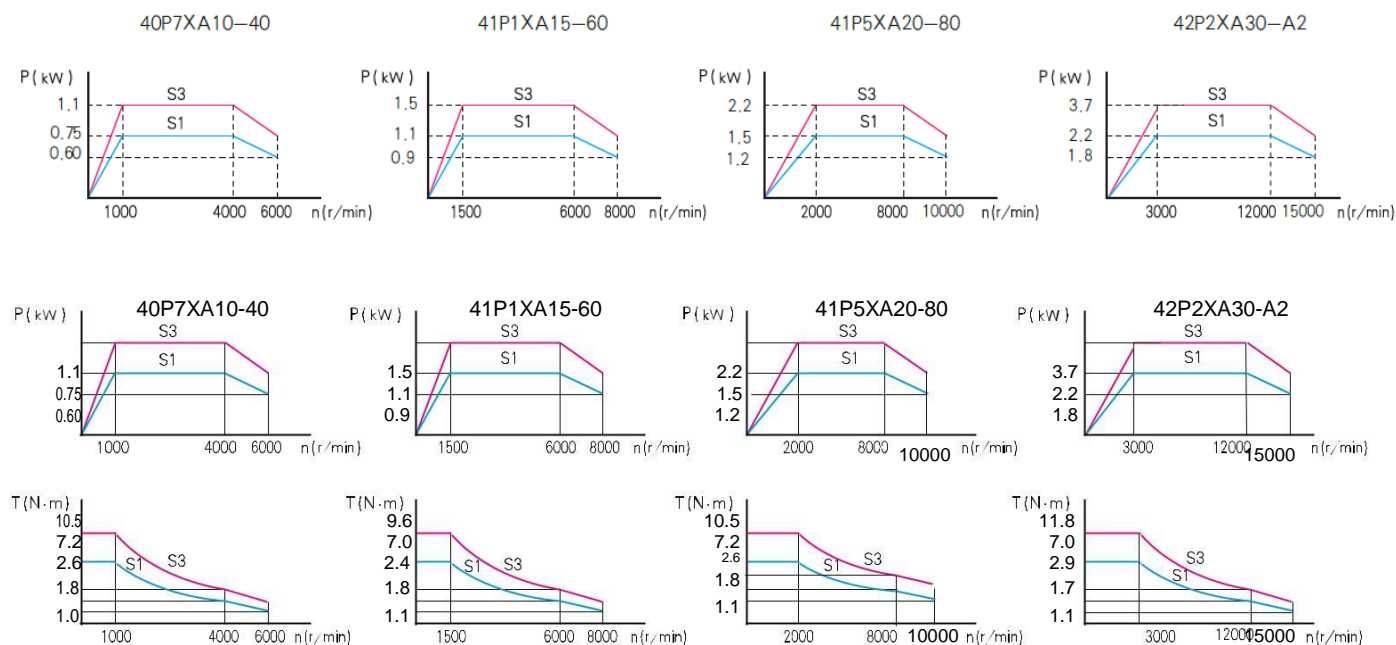 40P7XA10–40 41P1XA15–60 41P5XA20–80 42P2XA30–A2
P(kW) P(kW) P(kW) P(kW)
1.1 S3 1.5 S3 2.2 S3 3.7 S3
0.75 S1 1.1 S1 1.5 S1 2.2 S1
0.60 0.9 1.2 1.8
1000 4000 6000 n(r/min) 1500 6000 8000 n(r/min) 2000 8000 10000 n(r/min) 3000 12000 15000 n(r/min)
40P7XA10-40 41P1XA15-60 41P5XA20-80 42P2XA30-A2
P(kW) P(kW) P(kW) P(kW)
S3 S3 S3 S3
S1 S1 S1 S1
1.1 1.5 2.2 3.7
0.75 1.1 1.5 2.2
0.60 0.9 1.2 1.8
1000 4000 6000 n(r/min) 1500 6000 8000 n(r/min) 2000 8000 10000 n(r/min) 3000 12000 15000 n(r/min)
T(N·m) T(N·m) T(N·m) T(N·m)
10.5 9.6 10.5 11.8
7.2 7.0 7.2 7.0
2.6 S1 S3 2.4 S1 S3 2.6 S1 S3 2.9 S1 S3
1.8 1.8 1.8 1.7
1.0 1.1 1.1 1.1
1000 4000 6000 n(r/min) 1500 6000 8000 n(r/min) 2000 8000 10000 n(r/min) 3000 12000 15000 n(r/min)